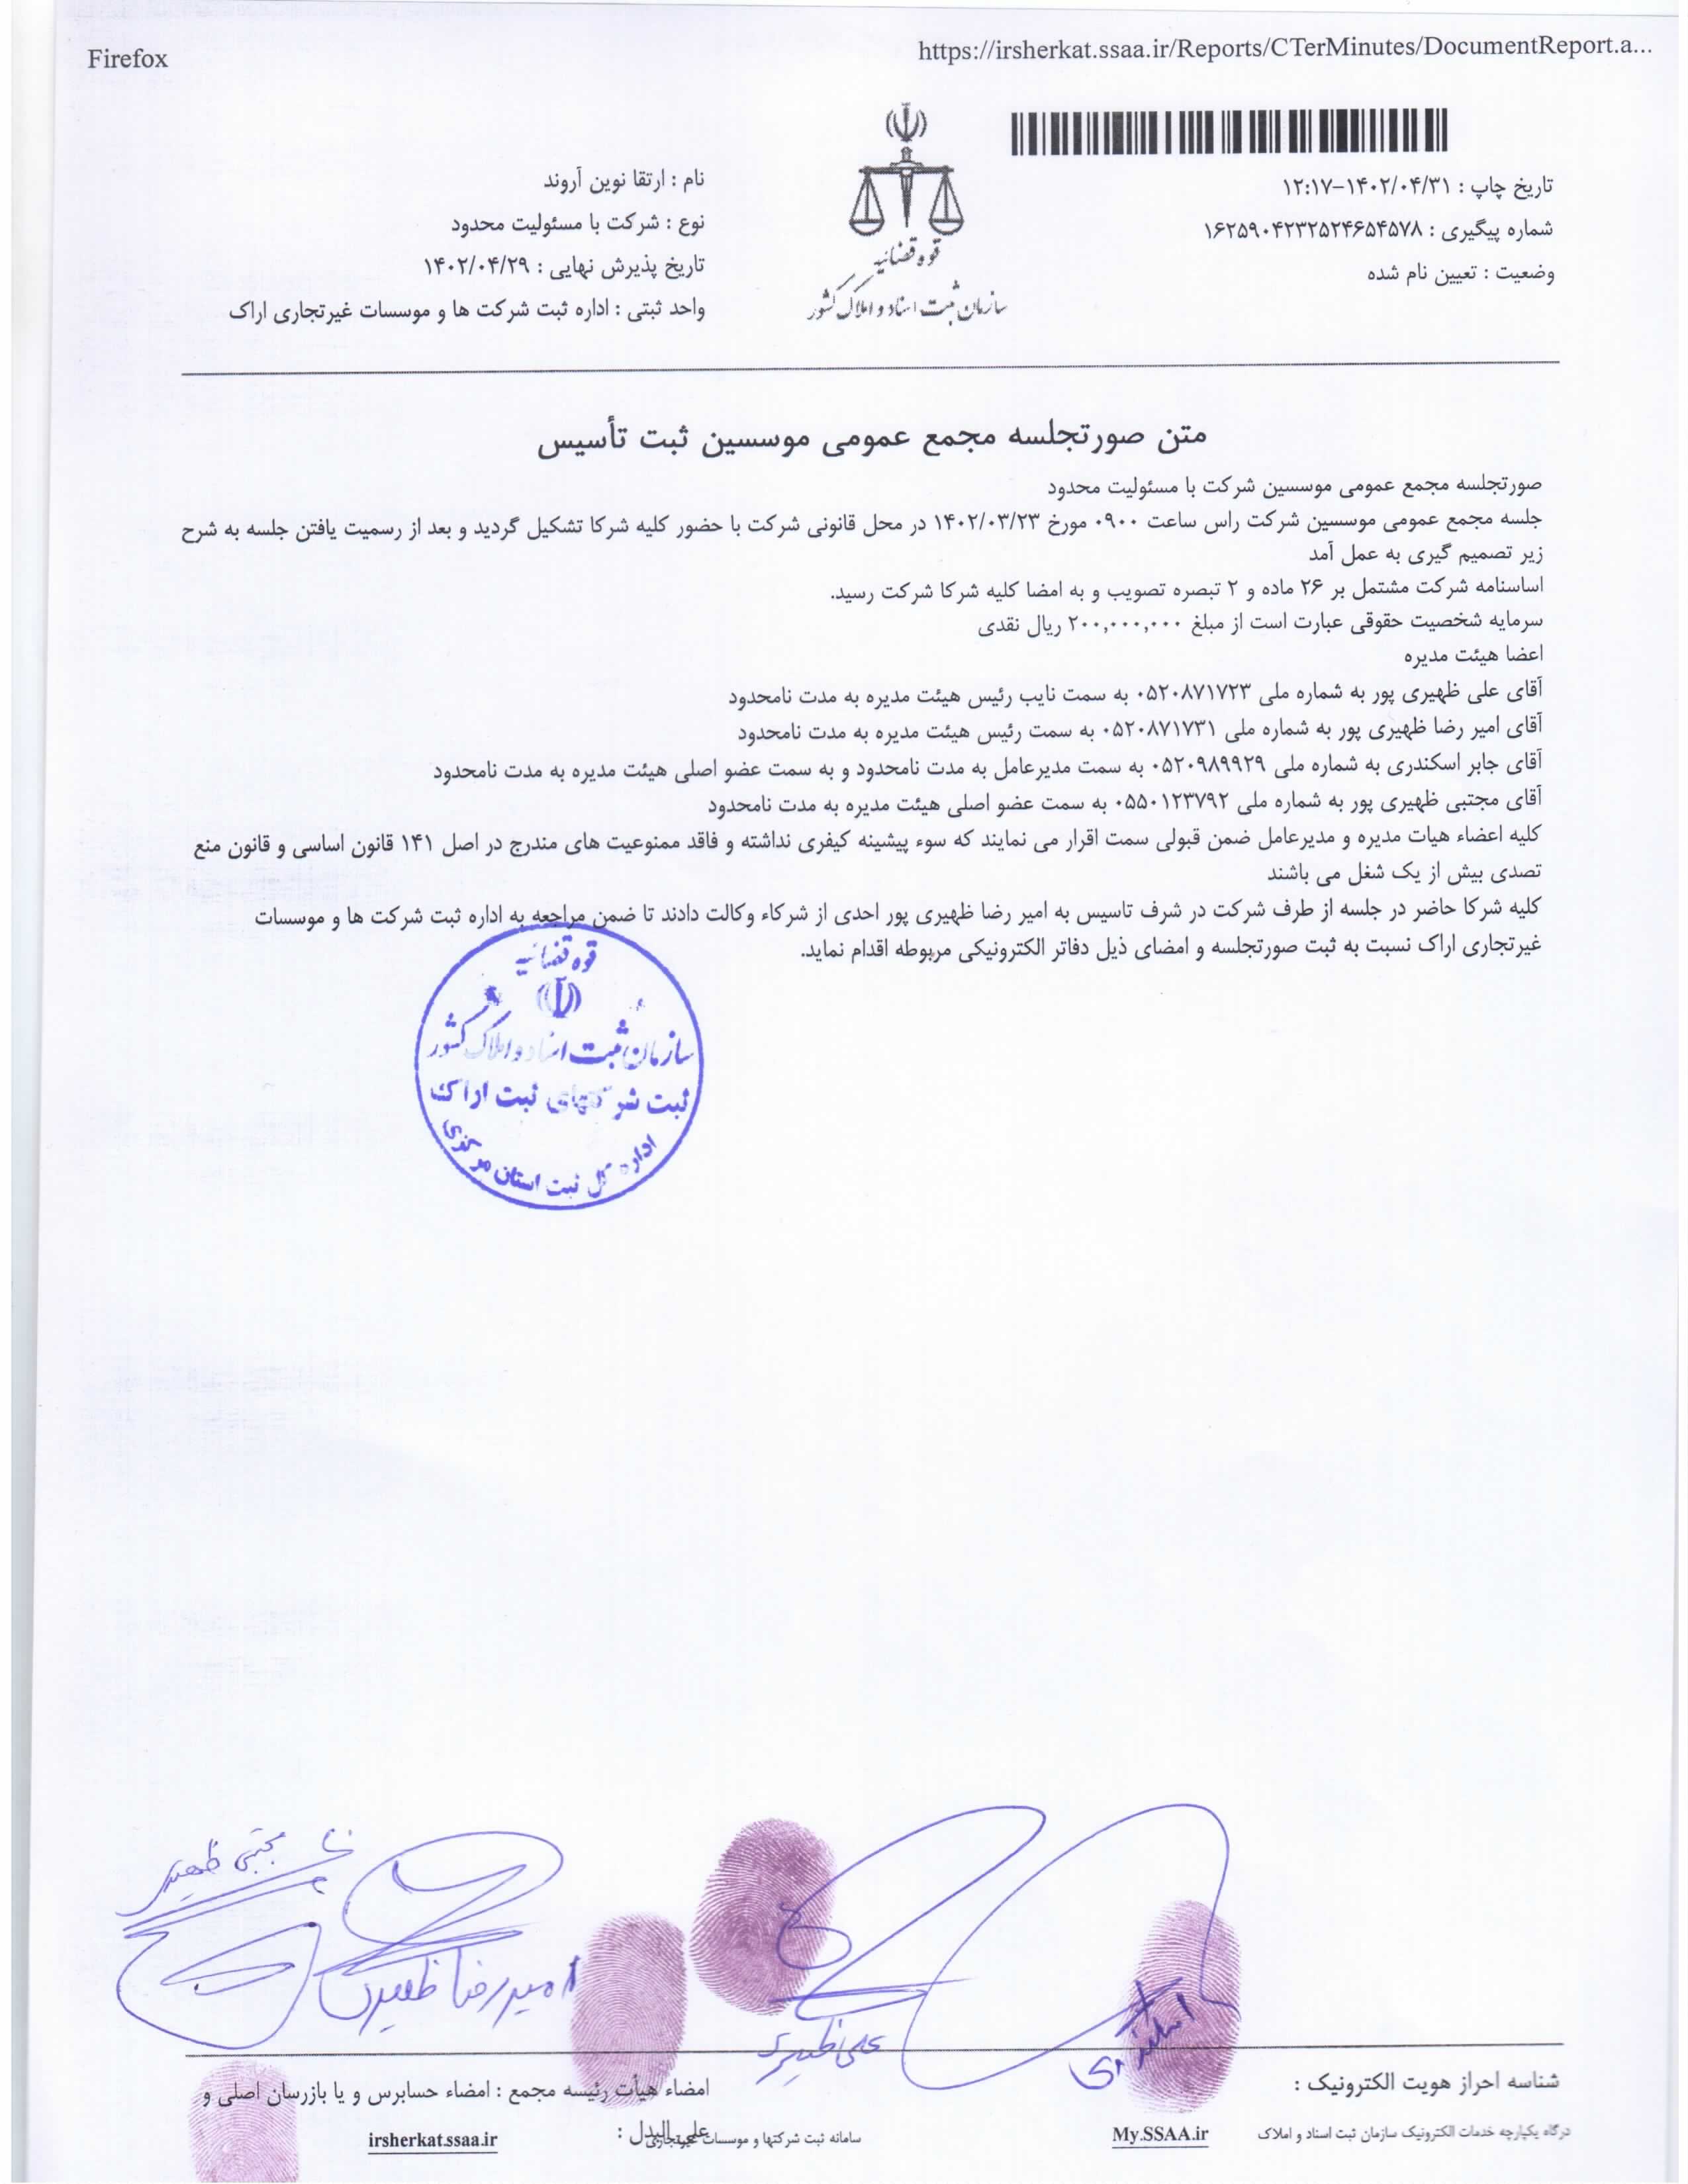 Firefox
https://irsherkat.ssaa.ir/Reports/CTerMinutes/DocumentReport.a...
تاریخ چاپ : ۱۴۰۲/۰۴/۳۱-۱۲:۱۷
شماره پیگیری : ۱۶۲۵۹۰۴۲۳۲۵۲۴۶۵۴۵۷۸
وضعیت : تعیین نام شده
قوه قضائیه
سازمان ثبت اسناد و املاک کشور
نام : ارتقا نوین آروند
نوع : شرکت با مسئولیت محدود
تاریخ پذیرش نهایی : ۱۴۰۲/۰۴/۲۹
واحد ثبتی : اداره ثبت شرکت ها و موسسات غیرتجاری اراک
متن صورتجلسه مجمع عمومی موسسین ثبت تأسیس
صورتجلسه مجمع عمومی موسسین شرکت با مسئولیت محدود
جلسه مجمع عمومی موسسین شرکت راس ساعت ۰۹۰۰ مورخ ۱۴۰۲/۰۳/۲۳ در محل قانونی شرکت با حضور کلیه شرکا تشکیل گردید و بعد از رسمیت یافتن جلسه به شرح
زیر تصمیم گیری به عمل آمد
اساسنامه شرکت مشتمل بر ۲۶ ماده و ۲ تبصره تصویب و به امضا کلیه شرکا شرکت رسید.
سرمایه شخصیت حقوقی عبارت است از مبلغ ۲۰۰,۰۰۰,۰۰۰ ریال نقدی
اعضا هیئت مدیره
آقای علی ظهیری پور به شماره ملی ۰۵۲۰۸۷۱۷۲۳ به سمت نایب رئیس هیئت مدیره به مدت نامحدود
آقای امیر رضا ظهیری پور به شماره ملی ۰۵۲۰۸۷۱۷۳۱ به سمت رئیس هیئت مدیره به مدت نامحدود
آقای جابر اسکندری به شماره ملی ۰۵۲۰۹۸۹۹۲۹ به سمت مدیرعامل به مدت نامحدود و به سمت عضو اصلی هیئت مدیره به مدت نامحدود
آقای مجتبی ظهیری پور به شماره ملی ۰۵۵۰۱۲۳۷۹۲ به سمت عضو اصلی هیئت مدیره به مدت نامحدود
کلیه اعضاء هیات مدیره و مدیرعامل ضمن قبولی سمت اقرار می نمایند که سوء پیشینه کیفری نداشته و فاقد ممنوعیت های مندرج در اصل ۱۴۱ قانون اساسی و قانون منع
تصدی بیش از یک شغل می باشند
کلیه شرکا حاضر در جلسه از طرف شرکت در شرف تاسیس به امیر رضا ظهیری پور احدی از شرکاء وکالت دادند تا ضمن مراجعه به اداره ثبت شرکت ها و موسسات
غیرتجاری اراک نسبت به ثبت صورتجلسه و امضای ذیل دفاتر الکترونیکی مربوطه اقدام نماید.
قوه قضائیه
سازمان ثبت اسناد و املاک کشور
ثبت شرکتهای ثبت اراک
اداره کل ثبت استان مرکزی
مجتبی ظهیری
امیررضا ظهیری
علی ظهیری
اسکندری
شناسه احراز هویت الکترونیک :
امضاء هیأت رئیسه مجمع : امضاء حسابرس و یا بازرسان اصلی و
علی البدل :
درگاه یکپارچه خدمات الکترونیک سازمان ثبت اسناد و املاک
My.SSAA.ir
سامانه ثبت شرکتها و موسسات غیرتجاری
irsherkat.ssaa.ir